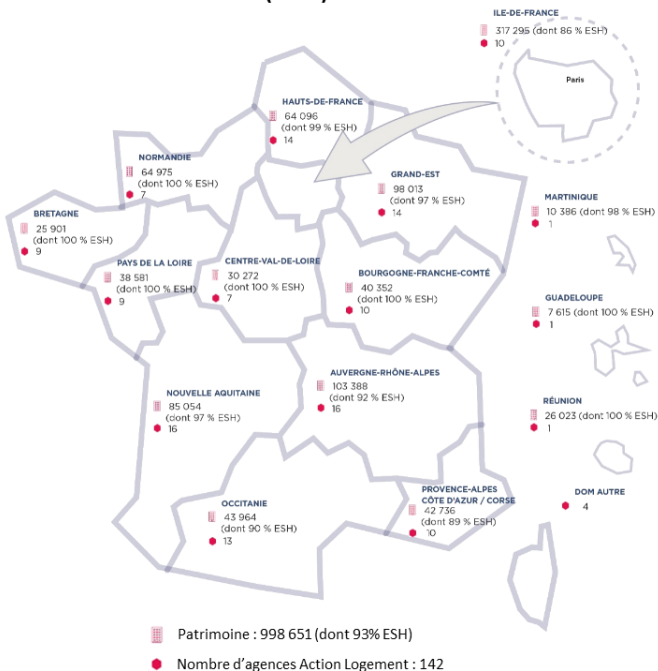 ILE-DE-FRANCE
317 295 (dont 86 % ESH)
10
Paris
HAUTS-DE-FRANCE
64 096
(dont 99 % ESH)
14
NORMANDIE
64 975
(dont 100 % ESH)
7
GRAND-EST
98 013
(dont 97 % ESH)
14
MARTINIQUE
10 386 (dont 98 % ESH)
1
BRETAGNE
25 901
(dont 100 % ESH)
9
PAYS DE LA LOIRE
38 581
(dont 100 % ESH)
9
CENTRE-VAL-DE-LOIRE
30 272
(dont 100 % ESH)
7
BOURGOGNE-FRANCHE-COMTÉ
40 352
(dont 100 % ESH)
10
GUADELOUPE
7 615 (dont 100 % ESH)
1
NOUVELLE AQUITAINE
85 054
(dont 97 % ESH)
16
AUVERGNE-RHÔNE-ALPES
103 388
(dont 92 % ESH)
16
RÉUNION
26 023 (dont 100 % ESH)
1
OCCITANIE
43 964
(dont 90 % ESH)
13
PROVENCE-ALPES
CÔTE D'AZUR / CORSE
42 736
(dont 89 % ESH)
10
DOM AUTRE
4
Patrimoine : 998 651 (dont 93% ESH)
Nombre d'agences Action Logement : 142